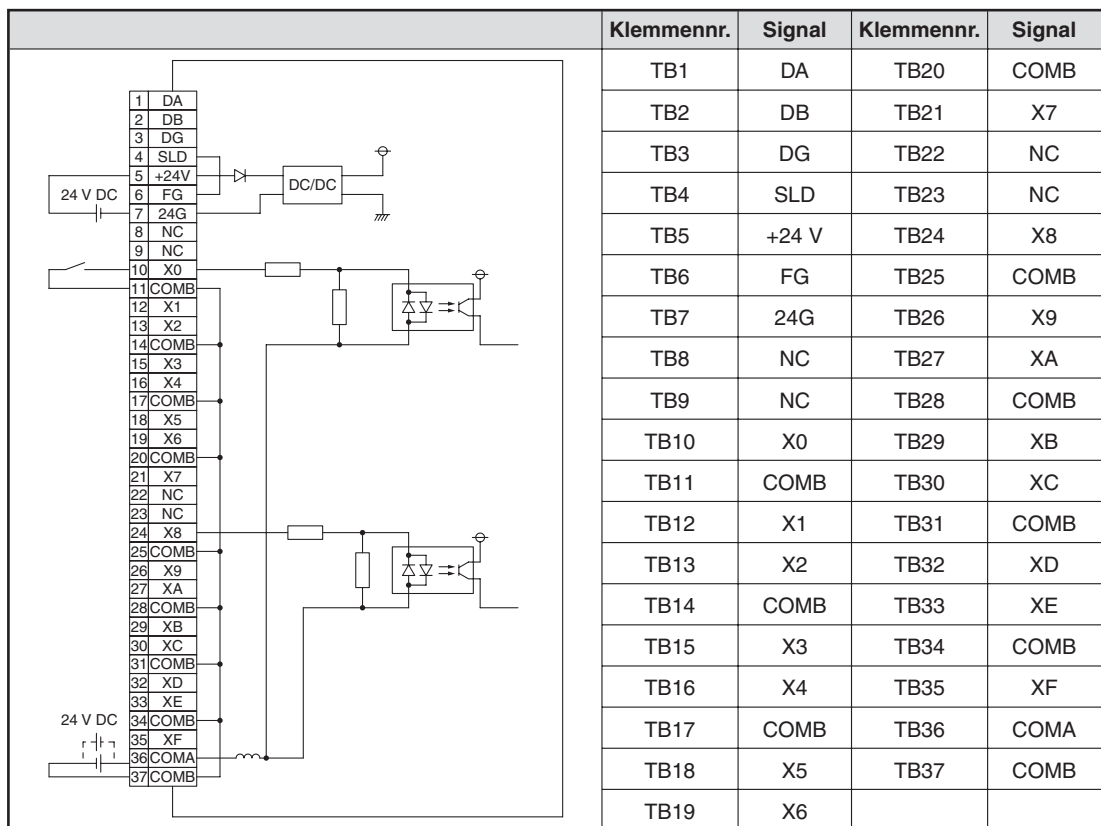 Klemmennr. Signal Klemmennr. Signal
1 DA
2 DB
3 DG
4 SLD
5 +24V
6 FG
7 24G
8 NC
9 NC
10 X0
11 COMB
12 X1
13 X2
14 COMB
15 X3
16 X4
17 COMB
18 X5
19 X6
20 COMB
21 X7
22 NC
23 NC
24 X8
25 COMB
26 X9
27 XA
28 COMB
29 XB
30 XC
31 COMB
32 XD
33 XE
34 COMB
35 XF
36 COMA
37 COMB
24 V DC
DC/DC
24 V DC
TB1 DA TB20 COMB
TB2 DB TB21 X7
TB3 DG TB22 NC
TB4 SLD TB23 NC
TB5 +24 V TB24 X8
TB6 FG TB25 COMB
TB7 24G TB26 X9
TB8 NC TB27 XA
TB9 NC TB28 COMB
TB10 X0 TB29 XB
TB11 COMB TB30 XC
TB12 X1 TB31 COMB
TB13 X2 TB32 XD
TB14 COMB TB33 XE
TB15 X3 TB34 COMB
TB16 X4 TB35 XF
TB17 COMB TB36 COMA
TB18 X5 TB37 COMB
TB19 X6